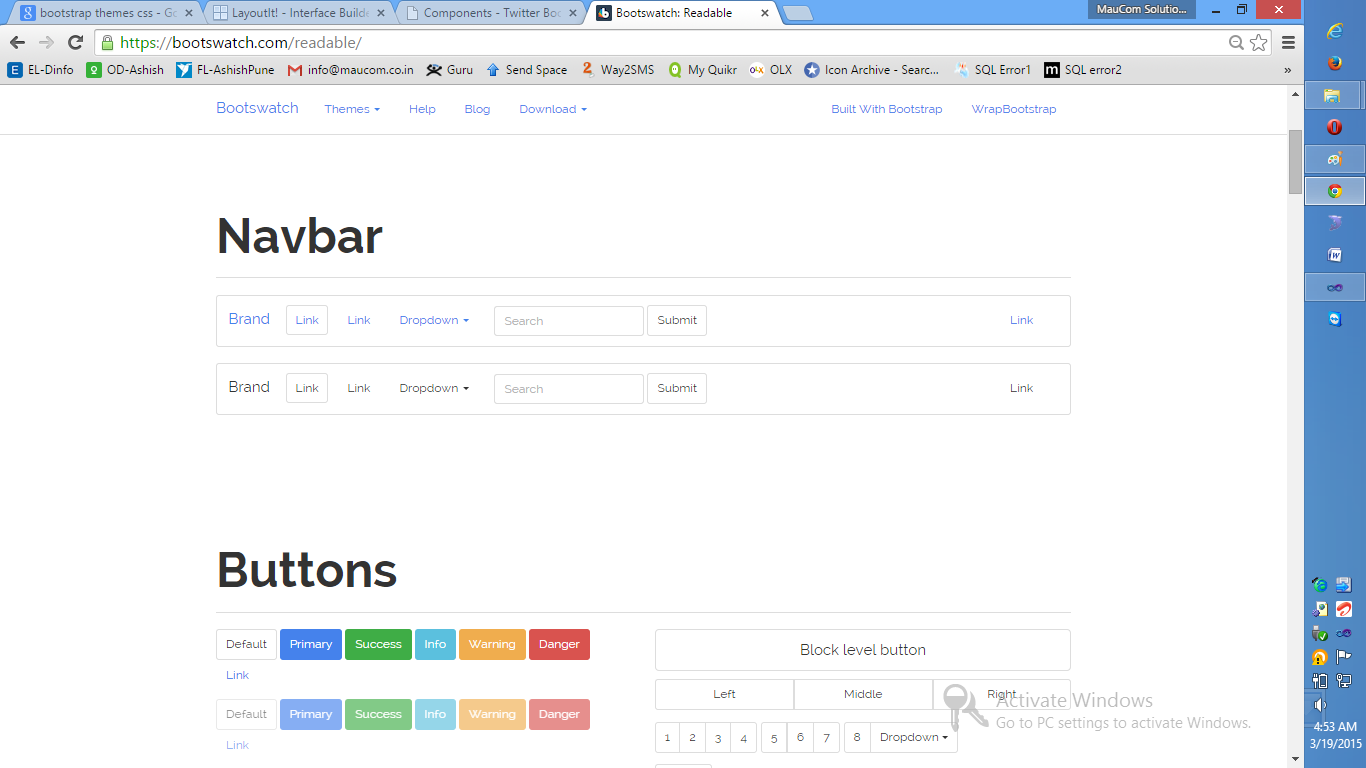 bootstrap themes css - Go
LayoutIt! - Interface Builde
Components - Twitter Boo
Bootswatch: Readable
MauCom Solutio...
https://bootswatch.com/readable/
EL-Dinfo
OD-Ashish
FL-AshishPune
info@maucom.co.in
Guru
Send Space
Way2SMS
My Quikr
OLX
Icon Archive - Searc...
SQL Error1
SQL error2
»
Bootswatch
Themes
Help
Blog
Download
Built With Bootstrap
WrapBootstrap
Navbar
Brand
Link
Link
Dropdown
Search
Submit
Link
Brand
Link
Link
Dropdown
Search
Submit
Link
Buttons
Default
Primary
Success
Info
Warning
Danger
Link
Default
Primary
Success
Info
Warning
Danger
Link
Block level button
Left
Middle
Right
1
2
3
4
5
6
7
8
Dropdown
Activate Windows
Go to PC settings to activate Windows.
4:53 AM
3/19/2015